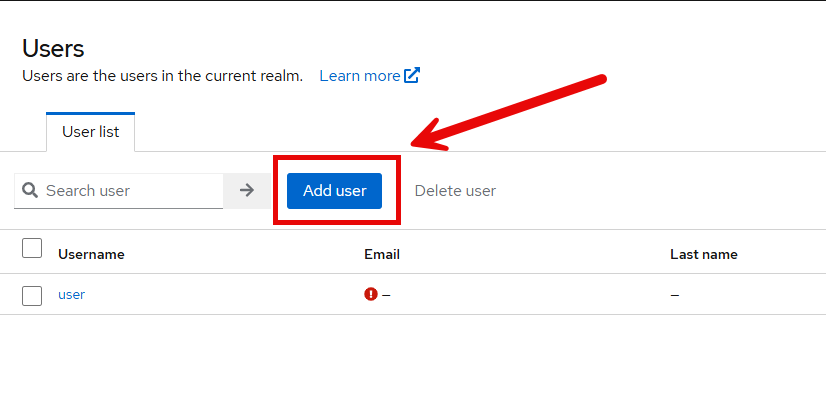 Users
Users are the users in the current realm. Learn more
User list
Search user Add user Delete user
Username Email Last name
user – –